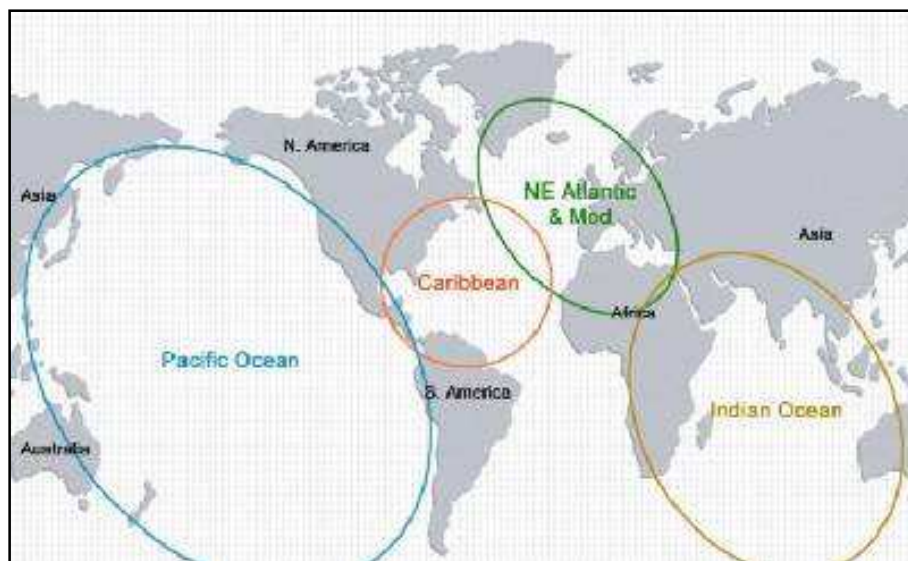 N. America
Asia
NE Atlantic
& Med
Asia
Caribbean
Africa
Pacific Ocean
S. America
Indian Ocean
Australia